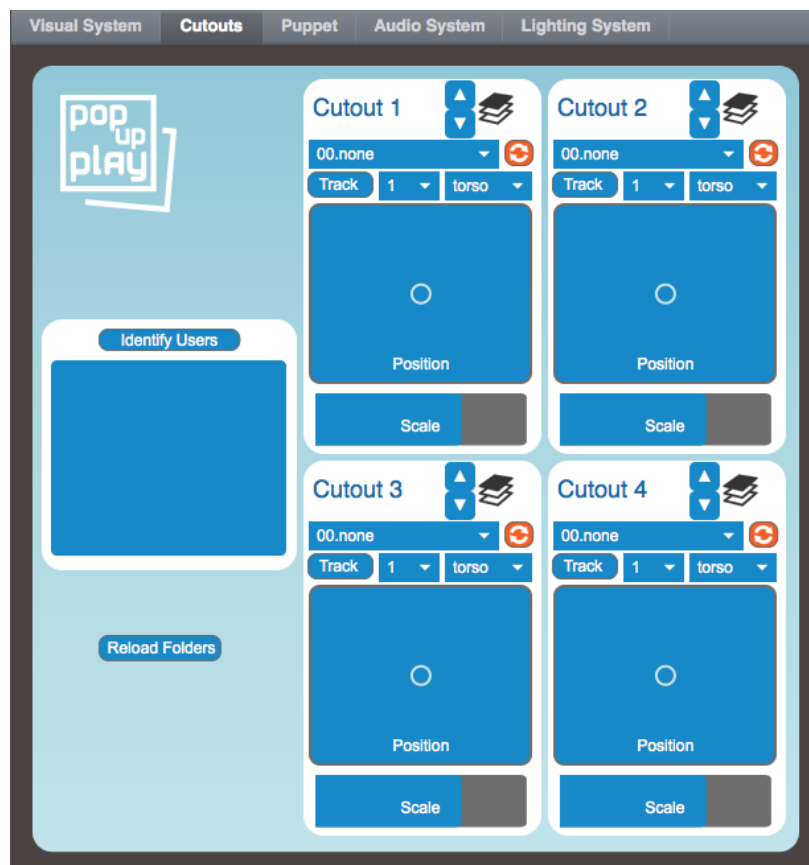 Visual System
Cutouts
Puppet
Audio System
Lighting System
pop
up
play
Identify Users
Reload Folders
Cutout 1
00.none
Track 1 torso
Position
Scale
Cutout 2
00.none
Track 1 torso
Position
Scale
Cutout 3
00.none
Track 1 torso
Position
Scale
Cutout 4
00.none
Track 1 torso
Position
Scale